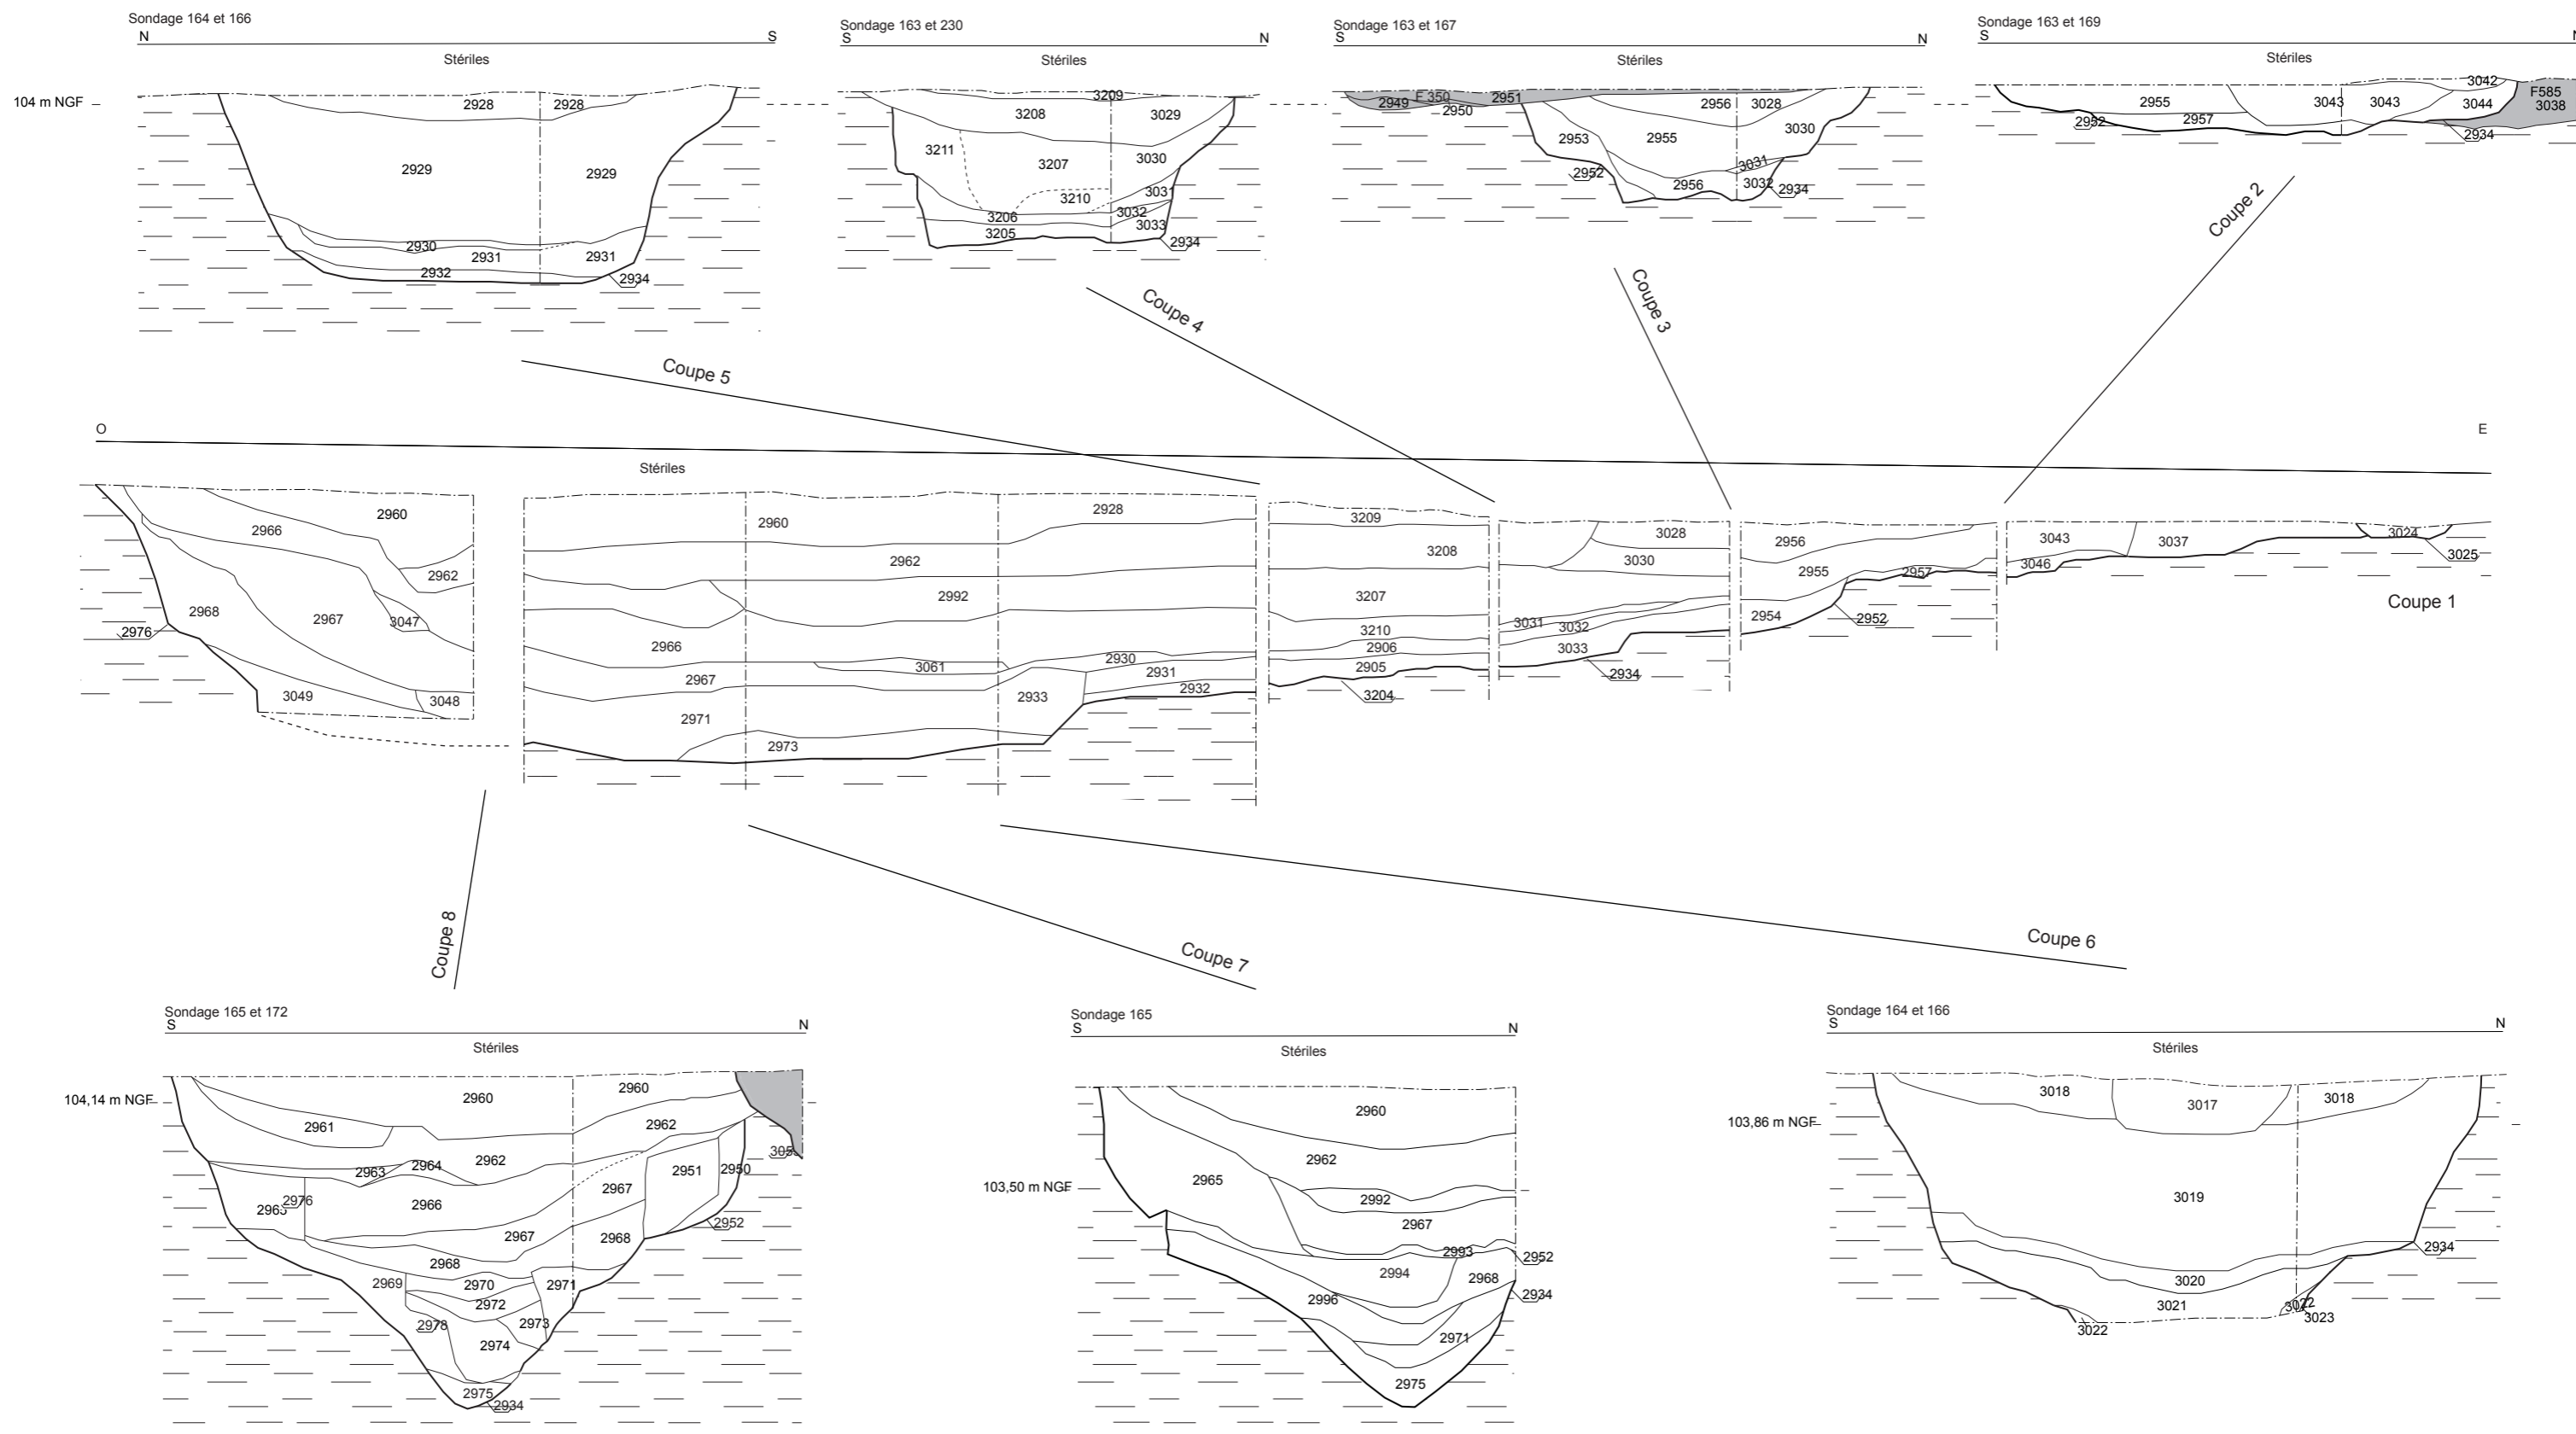 Sondage 164 et 166
N S
Stériles
104 m NGF
2928 2928
2929 2929
2930
2931 2931
2932
2934
Sondage 163 et 230
S N
Stériles
3209
3208 3029
3211 3207 3030
3210 3031
3206 3032
3205 3033
2934
Sondage 163 et 167
S N
Stériles
2949 F 350 2951
2950
2956 3028
2953 2955 3030
3031
2952 2956 3032 2934
Sondage 163 et 169
S
Stériles
3042
F585
3038
2955 3043 3043 3044
2952 2957 2934
Coupe 5
Coupe 4
Coupe 3
Coupe 2
O E
Stériles
2960 2960 2928 3209 3028 2956 3043 3037 3024
2966 2962 2962 3208 3030 2955 2957 3046 3025
2968 2967 3047 2992 3207 3031 3032 2954 2952
2976 2966 3061 2930 3210 3033
2967 2931 2906 2934
3049 3048 2933 2932 2905
2971 3204
2973
Coupe 1
Coupe 8
Coupe 7
Coupe 6
Sondage 165 et 172
S N
Stériles
104,14 m NGF
2960 2960
2961 2962
2963 2964 2962 2951 2950
2976 2966 2967
2967 2968 2952
2968
2969 2970 2971
2972
2978 2973
2974
2975
2934
Sondage 165
S N
Stériles
103,50 m NGF
2960
2962
2965 2992
2967
2993 2952
2994 2968
2996 2934
2971
2975
Sondage 164 et 166
S N
Stériles
103,86 m NGF
3018 3017 3018
3019
2934
3020
3021 3022
3022 3023